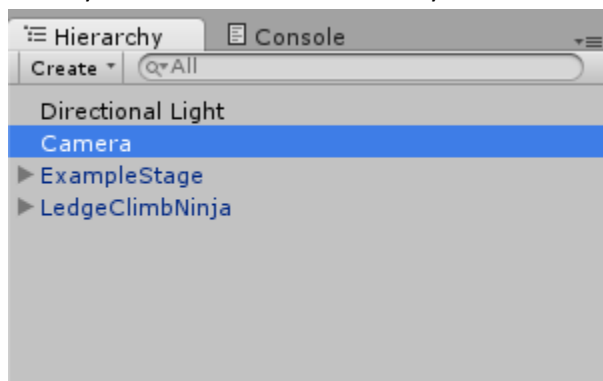 Hierarchy Console
Create All
Directional Light
Camera
ExampleStage
LedgeClimbNinja